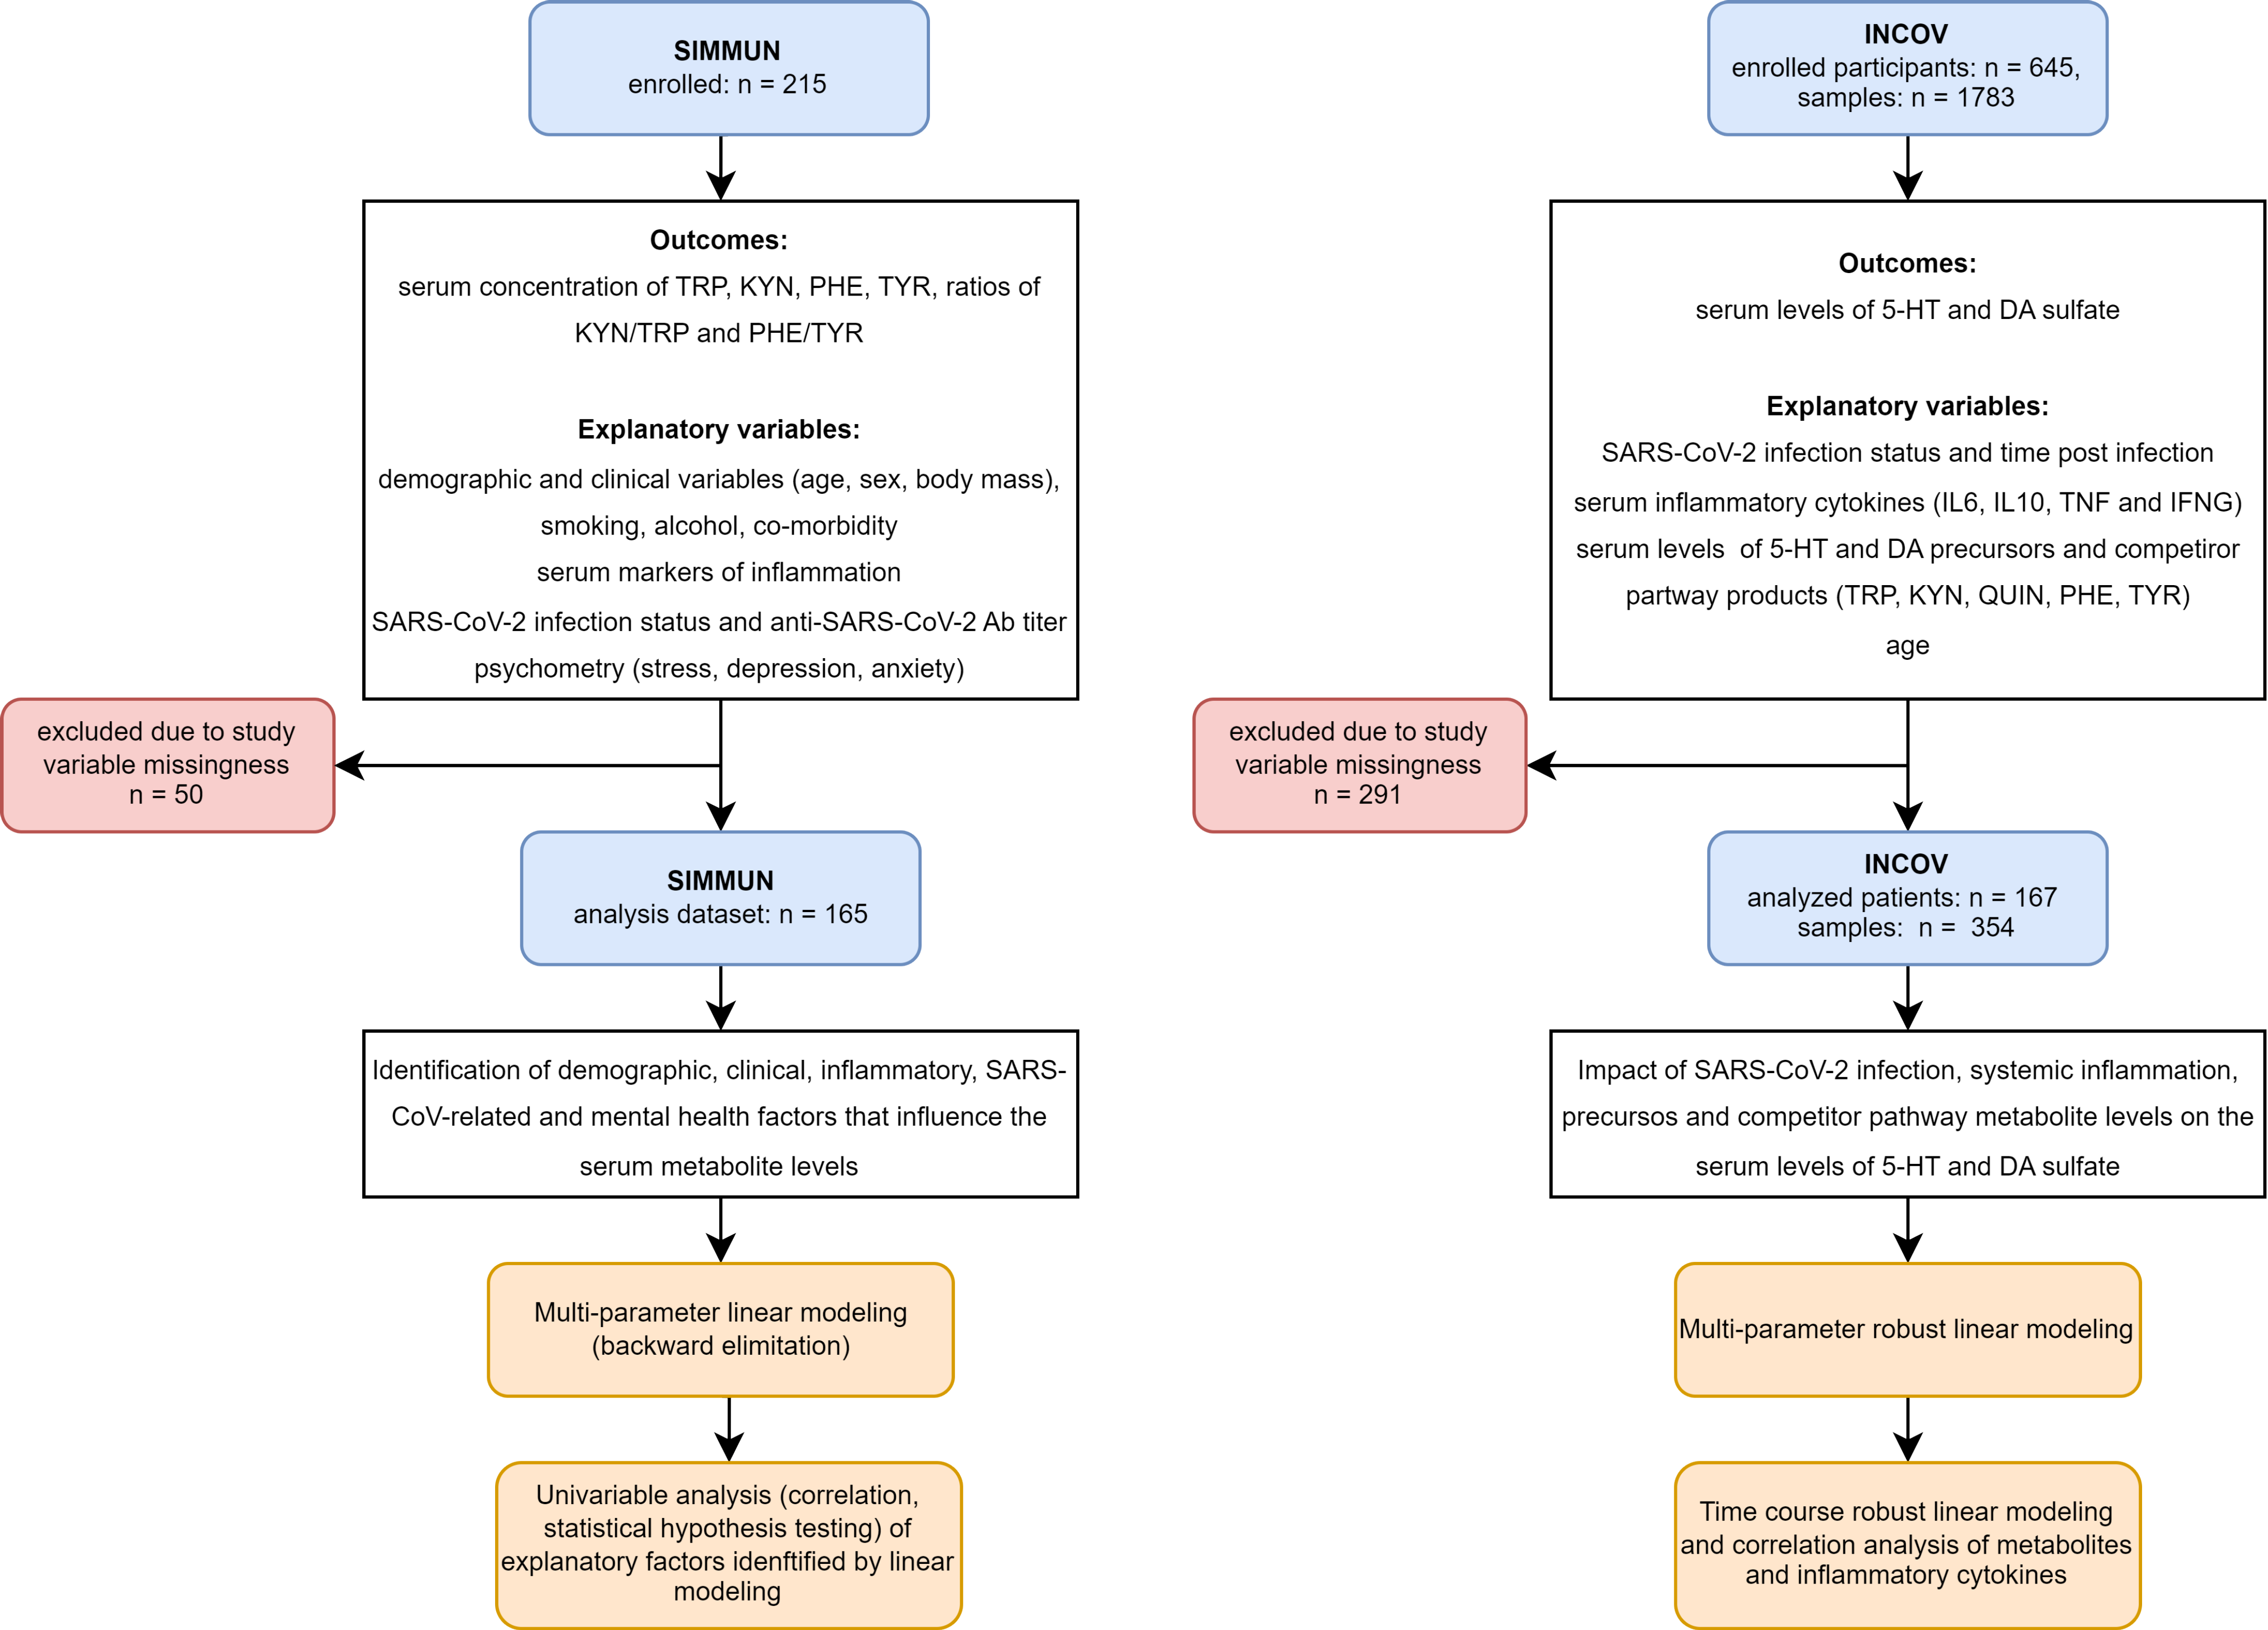 SIMMUN
enrolled: n = 215
Outcomes:
serum concentration of TRP, KYN, PHE, TYR, ratios of
KYN/TRP and PHE/TYR
Explanatory variables:
demographic and clinical variables (age, sex, body mass),
smoking, alcohol, co-morbidity
serum markers of inflammation
SARS-CoV-2 infection status and anti-SARS-CoV-2 Ab titer
psychometry (stress, depression, anxiety)
excluded due to study
variable missingness
n = 50
SIMMUN
analysis dataset: n = 165
Identification of demographic, clinical, inflammatory, SARS-
CoV-related and mental health factors that influence the
serum metabolite levels
Multi-parameter linear modeling
(backward elimitation)
Univariable analysis (correlation,
statistical hypothesis testing) of
explanatory factors idenftified by linear
modeling
INCOV
enrolled participants: n = 645,
samples: n = 1783
Outcomes:
serum levels of 5-HT and DA sulfate
Explanatory variables:
SARS-CoV-2 infection status and time post infection
serum inflammatory cytokines (IL6, IL10, TNF and IFNG)
serum levels  of 5-HT and DA precursors and competiror
partway products (TRP, KYN, QUIN, PHE, TYR)
age
excluded due to study
variable missingness
n = 291
INCOV
analyzed patients: n = 167
samples:  n =  354
Impact of SARS-CoV-2 infection, systemic inflammation,
precursos and competitor pathway metabolite levels on the
serum levels of 5-HT and DA sulfate
Multi-parameter robust linear modeling
Time course robust linear modeling
and correlation analysis of metabolites
and inflammatory cytokines